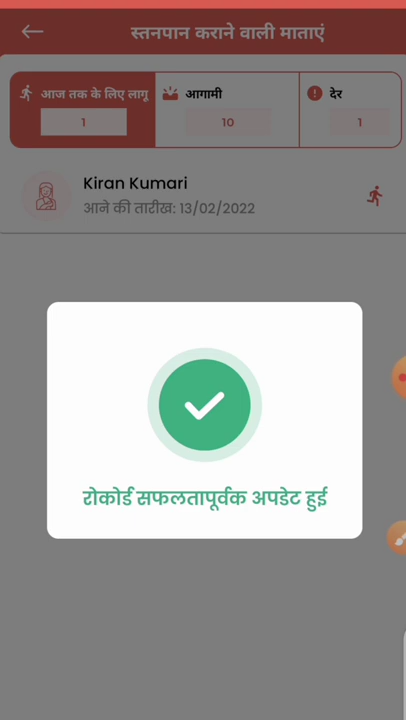 स्तनपान कराने वाली माताएं
आज तक के लिए लागू
1
आगामी
10
देर
1
Kiran Kumari
आने की तारीख: 13/02/2022
रोकोर्ड सफलतापूर्वक अपडेट हुई